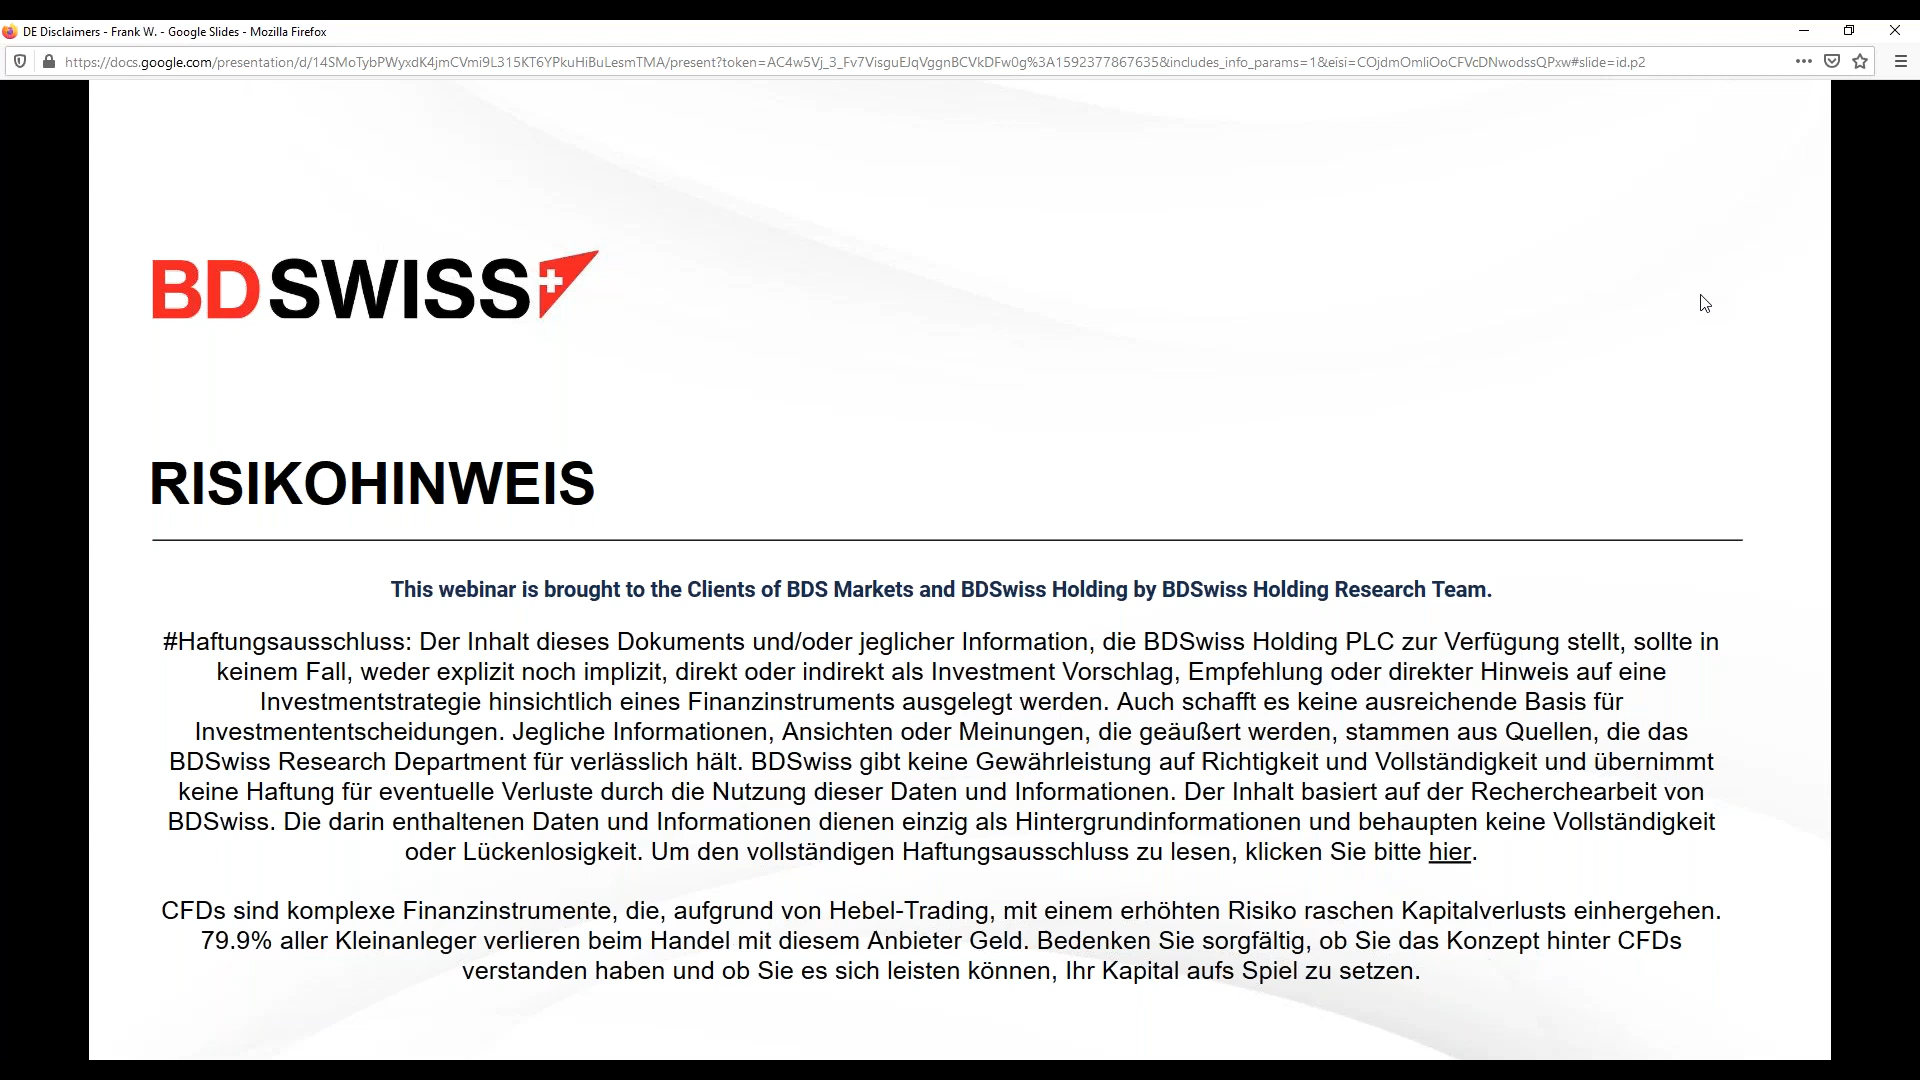 DE Disclaimers - Frank W. - Google Slides - Mozilla Firefox
https://docs.google.com/presentation/d/14SMoTybPWyxdK4jmCVmi9L315KT6YPkuHiBuLesmTMA/present?token=AC4w5Vj_3_Fv7VisguEJqVggnBCVkDFw0g%3A1592377867635&includes_info_params=1&eisi=COjdmOmliOoCFVcDNwodssQPxw#slide=id.p2
BDSWISS
RISIKOHINWEIS
This webinar is brought to the Clients of BDS Markets and BDSwiss Holding by BDSwiss Holding Research Team.
#Haftungsausschluss: Der Inhalt dieses Dokuments und/oder jeglicher Information, die BDSwiss Holding PLC zur Verfügung stellt, sollte in
keinem Fall, weder explizit noch implizit, direkt oder indirekt als Investment Vorschlag, Empfehlung oder direkter Hinweis auf eine
Investmentstrategie hinsichtlich eines Finanzinstruments ausgelegt werden. Auch schafft es keine ausreichende Basis für
Investmententscheidungen. Jegliche Informationen, Ansichten oder Meinungen, die geäußert werden, stammen aus Quellen, die das
BDSwiss Research Department für verlässlich hält. BDSwiss gibt keine Gewährleistung auf Richtigkeit und Vollständigkeit und übernimmt
keine Haftung für eventuelle Verluste durch die Nutzung dieser Daten und Informationen. Der Inhalt basiert auf der Recherchearbeit von
BDSwiss. Die darin enthaltenen Daten und Informationen dienen einzig als Hintergrundinformationen und behaupten keine Vollständigkeit
oder Lückenlosigkeit. Um den vollständigen Haftungsausschluss zu lesen, klicken Sie bitte hier.
CFDs sind komplexe Finanzinstrumente, die, aufgrund von Hebel-Trading, mit einem erhöhten Risiko raschen Kapitalverlusts einhergehen.
79.9% aller Kleinanleger verlieren beim Handel mit diesem Anbieter Geld. Bedenken Sie sorgfältig, ob Sie das Konzept hinter CFDs
verstanden haben und ob Sie es sich leisten können, Ihr Kapital aufs Spiel zu setzen.